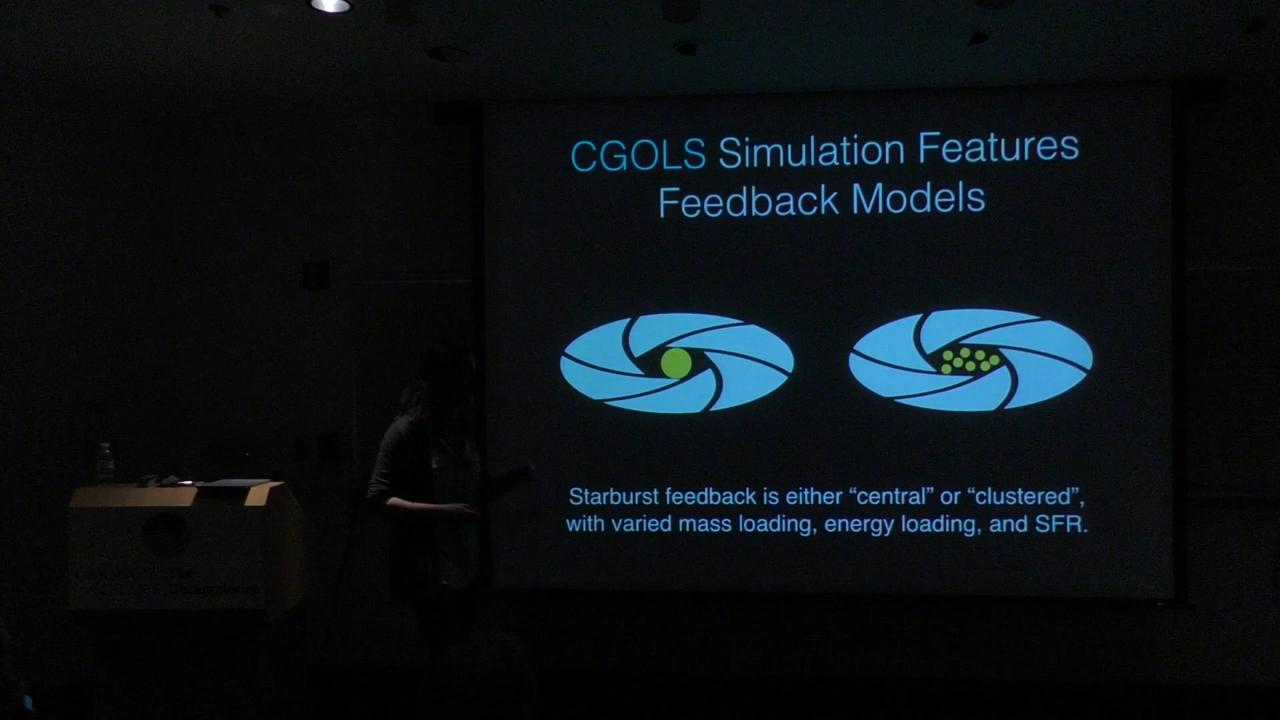 CGOLS Simulation Features
Feedback Models
Starburst feedback is either “central” or “clustered”,
with varied mass loading, energy loading, and SFR.